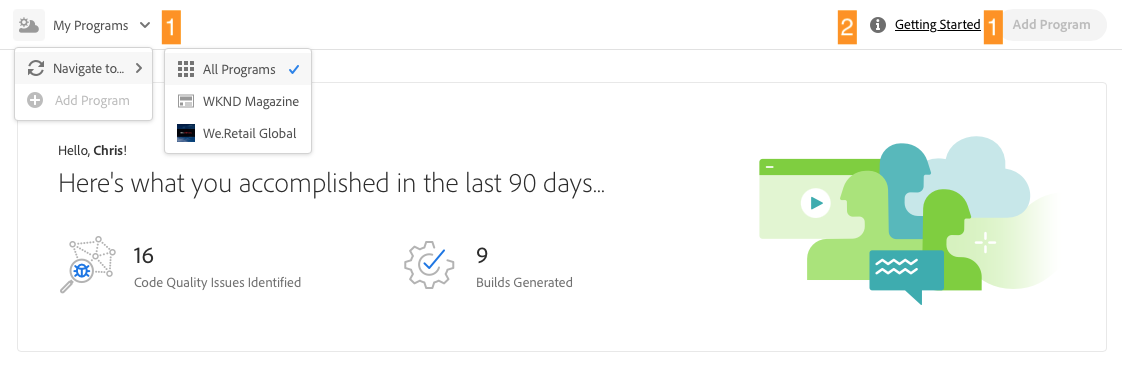 My Programs
1
2
Getting Started
1
Add Program
Navigate to...
Add Program
All Programs
WKND Magazine
We.Retail Global
Hello, Chris!
Here's what you accomplished in the last 90 days...
16
Code Quality Issues Identified
9
Builds Generated